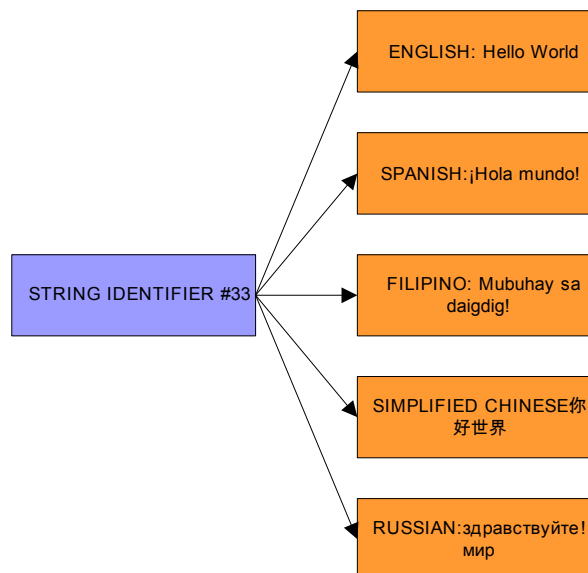 ENGLISH: Hello World
SPANISH:¡Hola mundo!
STRING IDENTIFIER #33
FILIPINO: Mubuhay sa
daigdig!
SIMPLIFIED CHINESE你
好世界
RUSSIAN:здравствуйте!
мир